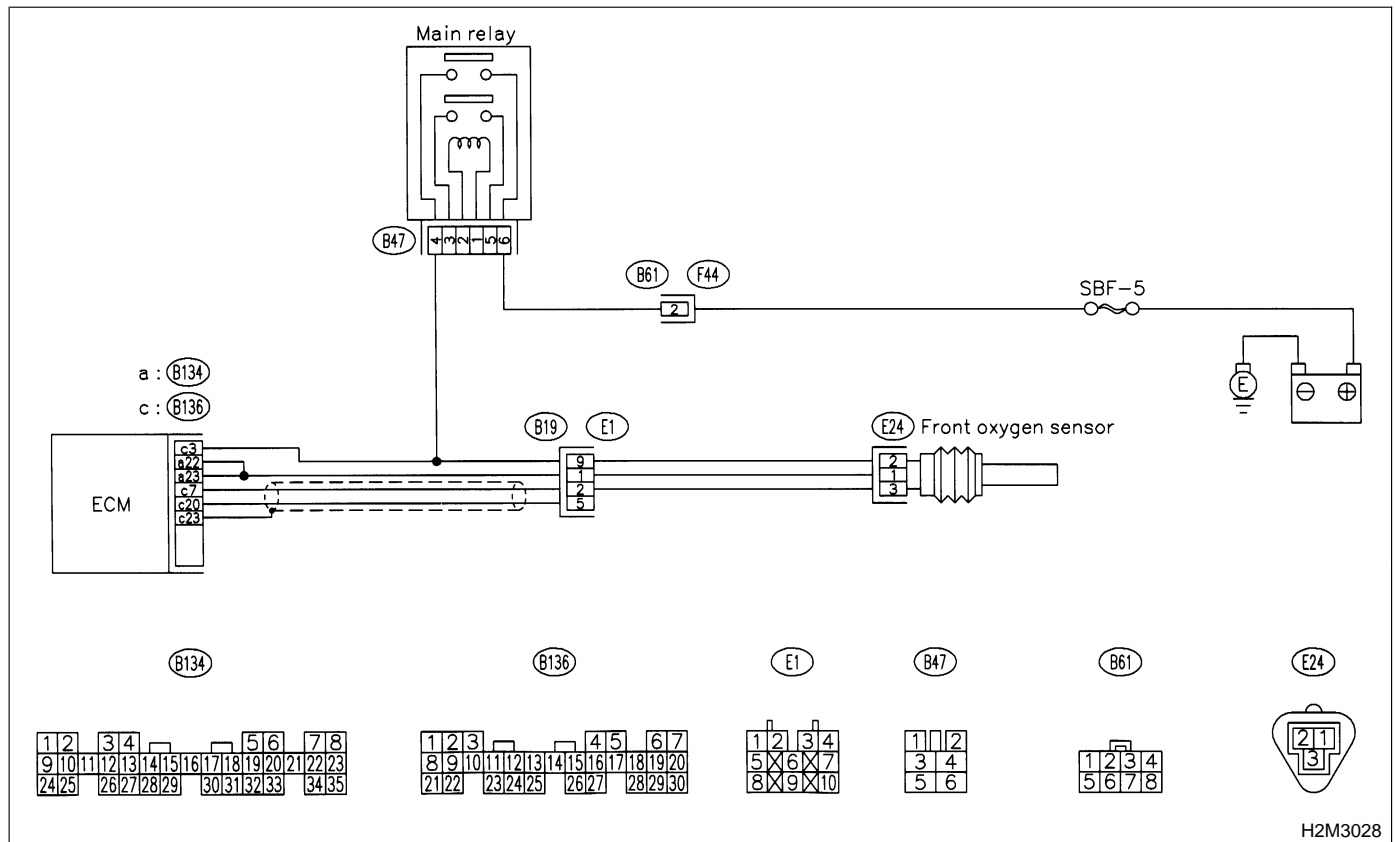 Main relay
B47
4 3 2 1 5 6
B61 F44
2
SBF-5
E
⊖ ⊕
a : B134
c : B136
B19 E1
E24 Front oxygen sensor
ECM
c3
a22
a23
c7
c20
c23
9
1
2
5
2
1
3
B134
B136
E1
B47
B61
E24
1 2 3 4 5 6 7 8
9 10 11 12 13 14 15 16 17 18 19 20 21 22 23
24 25 26 27 28 29 30 31 32 33 34 35
1 2 3 4 5 6 7
8 9 10 11 12 13 14 15 16 17 18 19 20
21 22 23 24 25 26 27 28 29 30
1 2 3 4
5 6 7
8 9 10
1 2
3 4
5 6
1 2 3 4
5 6 7 8
2 1
3
H2M3028